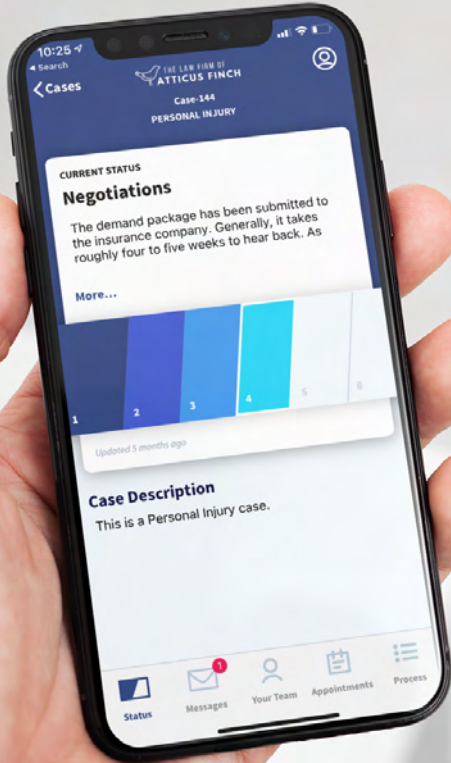 10:25
Search
Cases
THE LAW FIRM OF
ATTICUS FINCH
Case-144
PERSONAL INJURY
CURRENT STATUS
Negotiations
The demand package has been submitted to
the insurance company. Generally, it takes
roughly four to five weeks to hear back. As
More...
1 2 3 4 5 6
Updated 5 months ago
Case Description
This is a Personal Injury case.
1
Status Messages Your Team Appointments Process